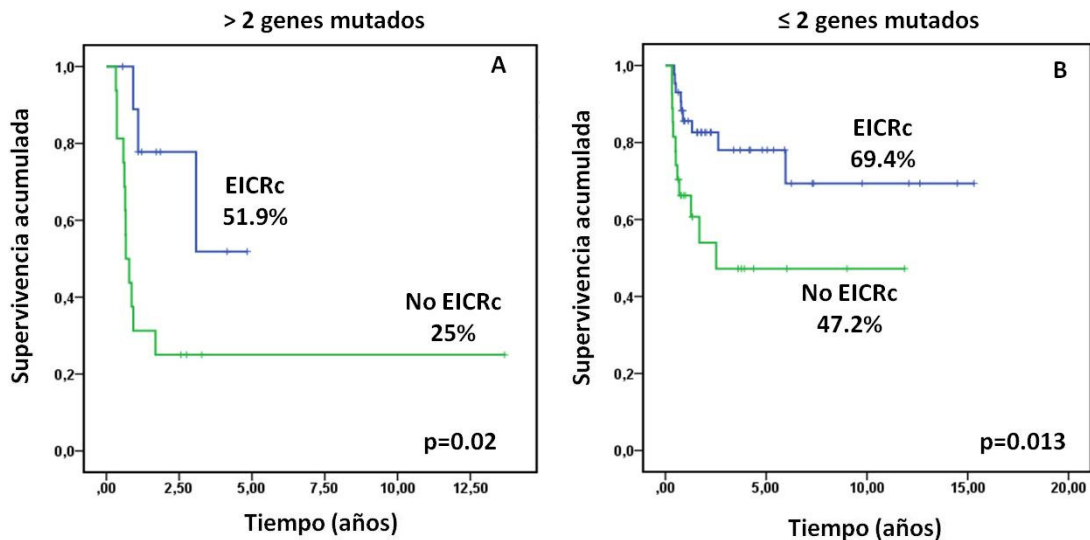 > 2 genes mutados
A
Supervivencia acumulada
1,0
0,8
0,6
0,4
0,2
0,0
EICRc
51.9%
No EICRc
25%
p=0.02
,00
2,50
5,00
7,50
10,00
12,50
Tiempo (años)
≤ 2 genes mutados
B
Supervivencia acumulada
1,0
0,8
0,6
0,4
0,2
0,0
EICRc
69.4%
No EICRc
47.2%
p=0.013
,00
5,00
10,00
15,00
20,00
Tiempo (años)